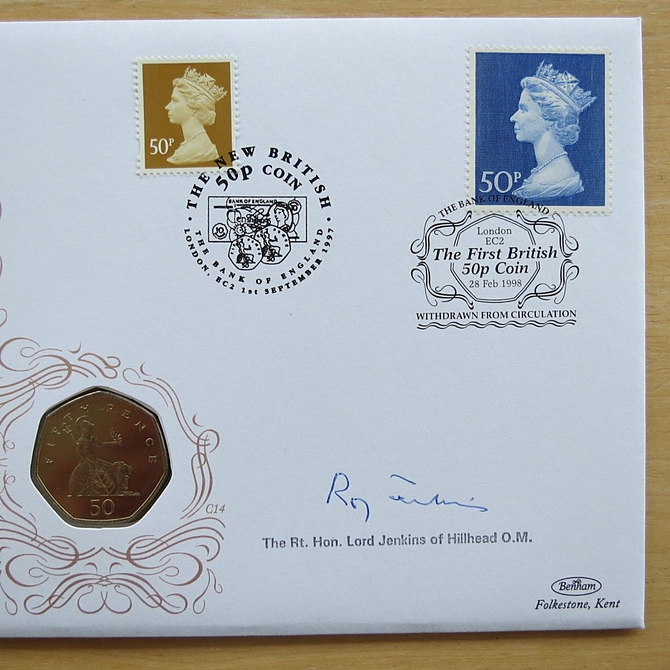 50P
THE NEW BRITISH
50p COIN
BANK OF ENGLAND
THE BANK OF ENGLAND
LONDON, EC2 1st SEPTEMBER 1997
50P
THE BANK OF ENGLAND
London
EC2
The First British
50p Coin
28 Feb 1998
WITHDRAWN FROM CIRCULATION
FIFTY PENCE
50
C14
Roy Jenkins
The Rt. Hon. Lord Jenkins of Hillhead O.M.
Benham
Folkestone, Kent